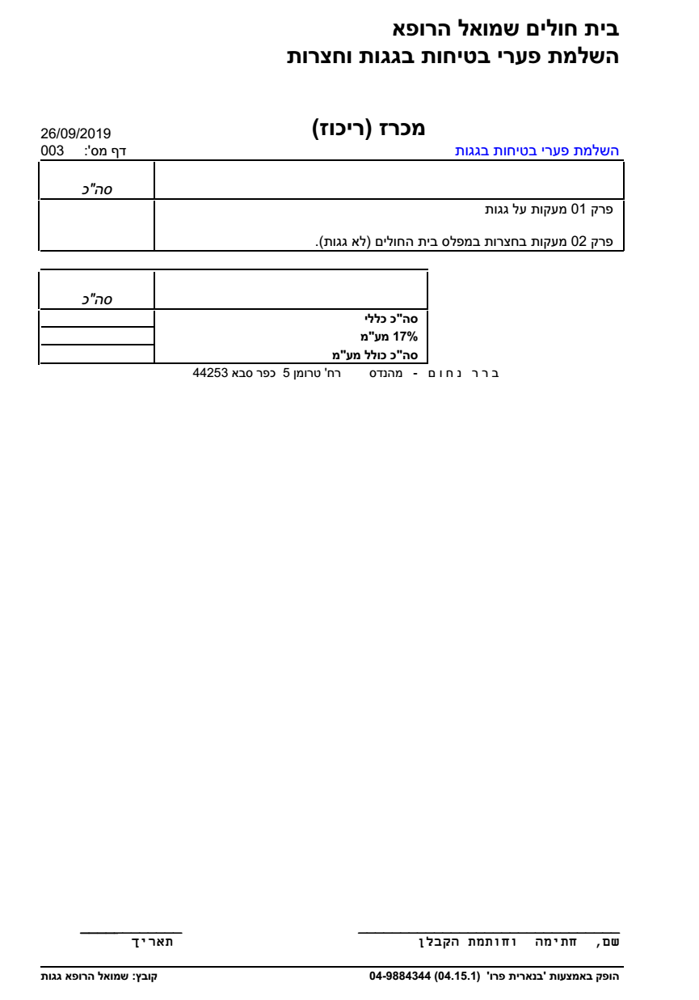 בית חולים שמואל הרופא
השלמת פערי בטיחות בגגות וחצרות
מכרז (ריכוז)
26/09/2019
השלמת פערי בטיחות בגגות
דף מס': 003
סה"כ
פרק 01 מעקות על גגות
פרק 02 מעקות בחצרות במפלס בית החולים (לא גגות).
סה"כ
סה"כ כללי
17% מע"מ
סה"כ כולל מע"מ
ברר נחום - מהנדס רח' טרומן 5 כפר סבא 44253
שם, חתימה וחותמת הקבלן
תאריך
הופק באמצעות 'בנארית פרו' (04.15.1) 04-9884344
קובץ: שמואל הרופא גגות